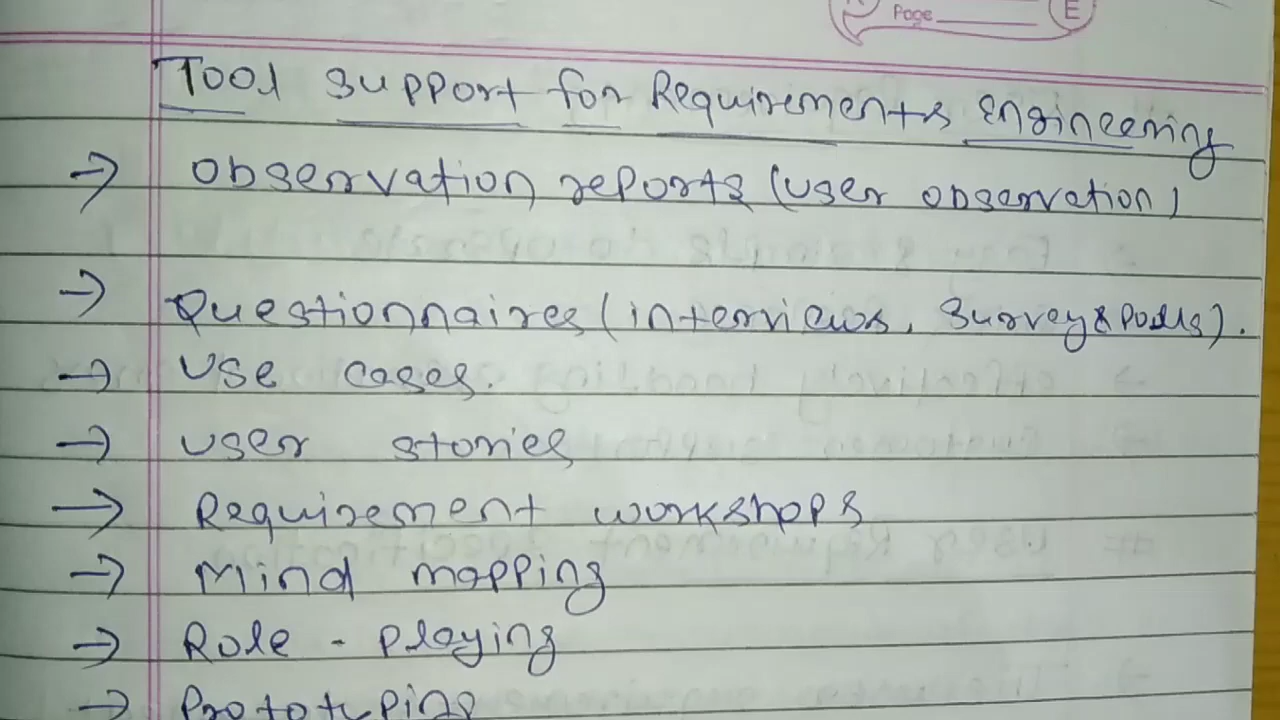 Page
E
Tool support for Requirements Engineering
→ Observation reports (user observation)
→ Questionnaires (interviews, Survey & Polls).
→ Use cases.
→ User stories
→ Requirement workshops
→ Mind mapping
→ Role - playing
→ Prototyping